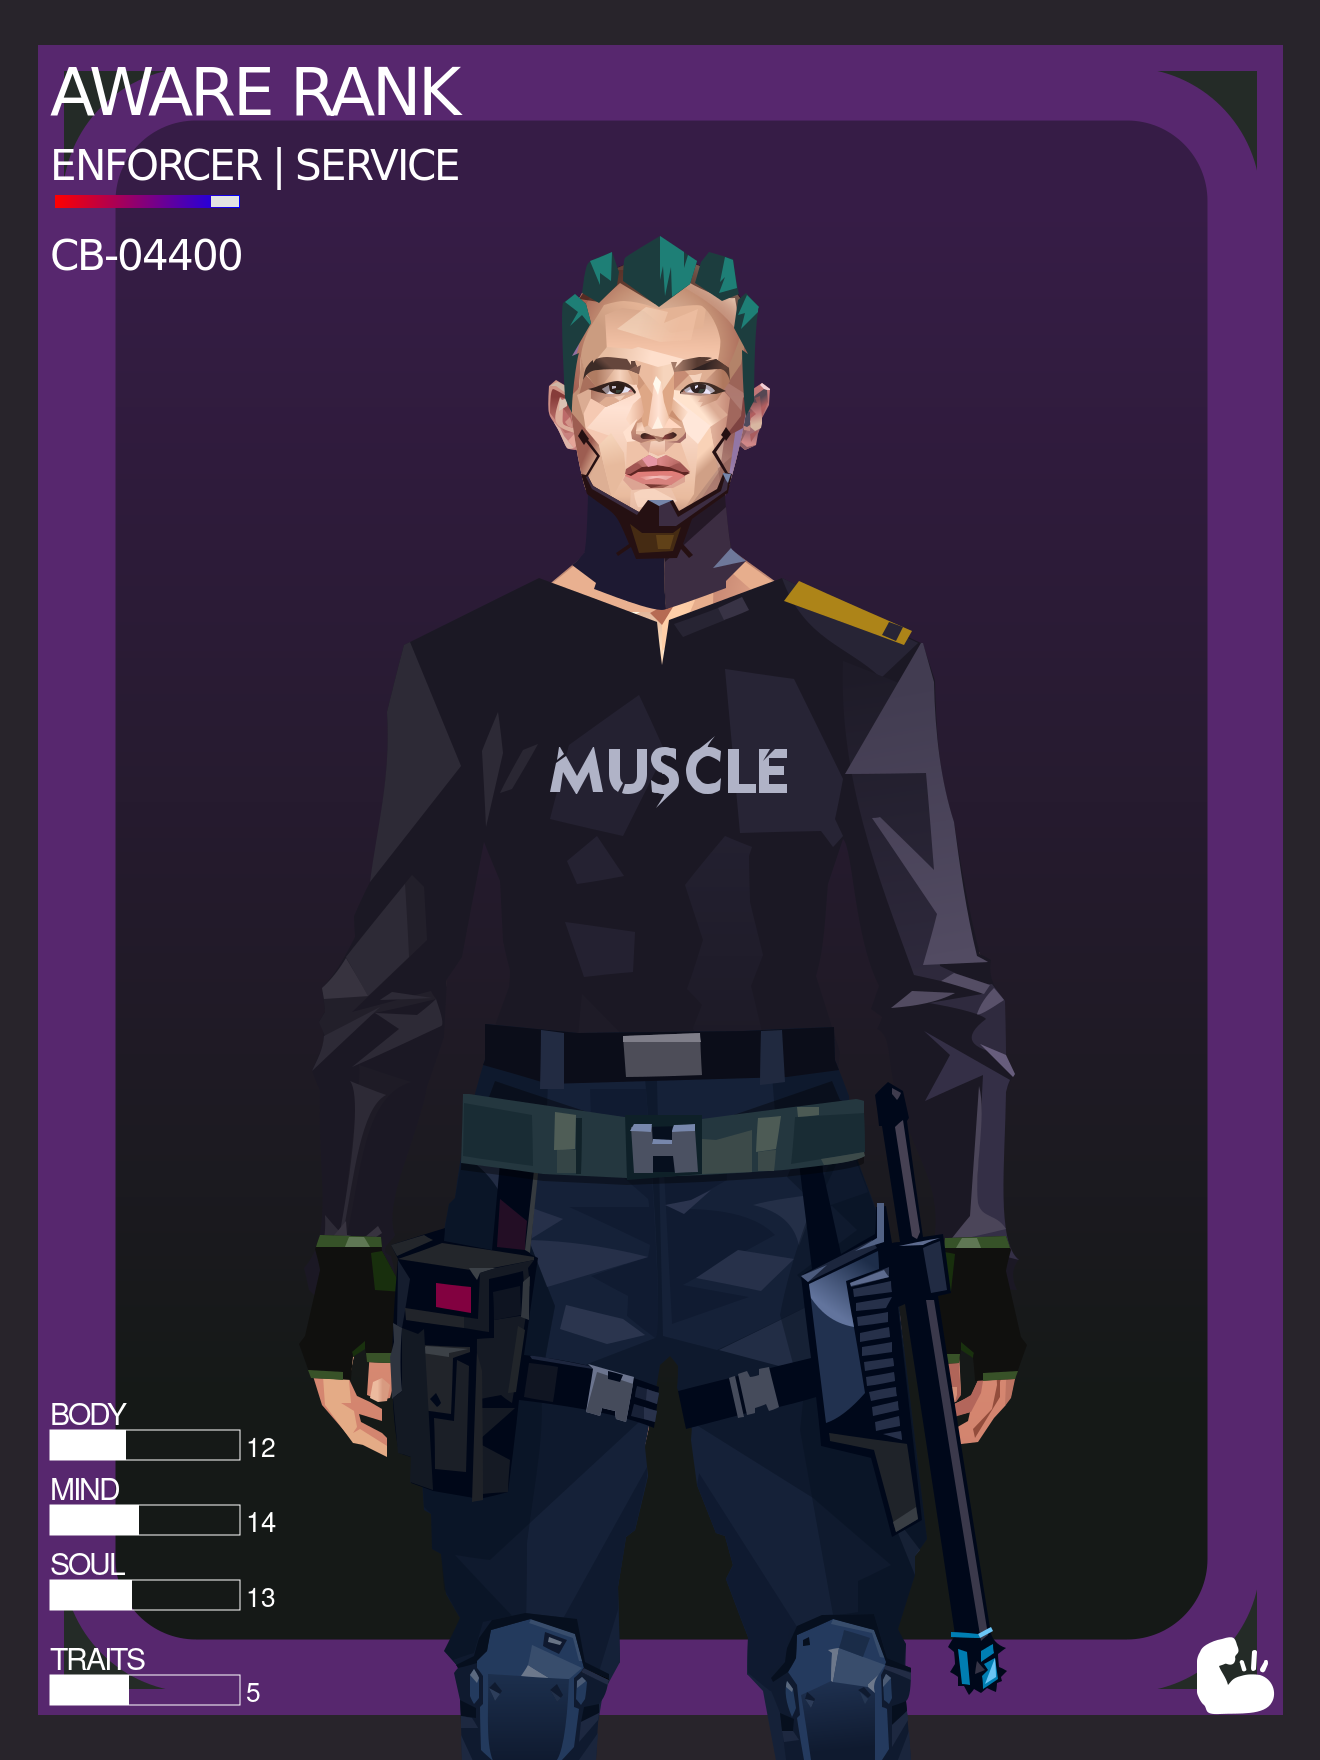 AWARE RANK
ENFORCER | SERVICE
CB-04400
MUSCLE
BODY
12
MIND
14
SOUL
13
TRAITS
5